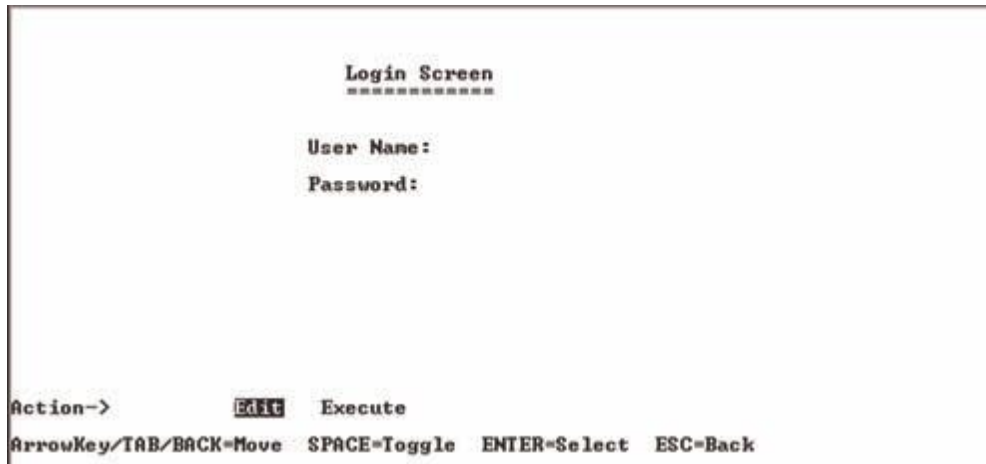 Login Screen
============
User Name:
Password:
Action-> Edit Execute
ArrowKey/TAB/BACK=Move SPACE=Toggle ENTER=Select ESC=Back